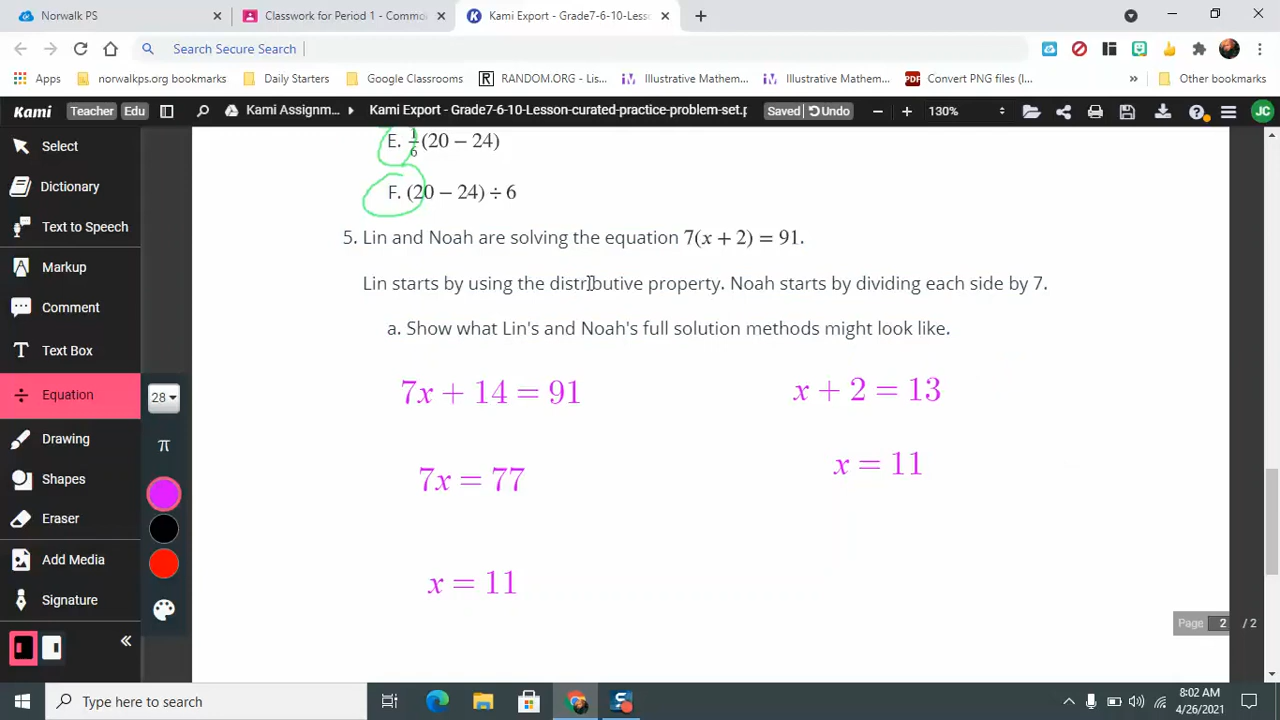 Norwalk PS
Classwork for Period 1 - Commo
Kami Export - Grade7-6-10-Less
Search Secure Search
Apps
norwalkps.org bookmarks
Daily Starters
Google Classrooms
RANDOM.ORG - Lis...
Illustrative Mathem...
Illustrative Mathem...
PDF
Convert PNG files (I...
»
Other bookmarks
Kami
Teacher
Edu
Kami Assignm...
Kami Export - Grade7-6-10-Lesson-curated-practice-problem-set.p
Saved
Undo
130%
JC
Select
Dictionary
Text to Speech
Markup
Comment
Text Box
Equation
Drawing
Shapes
Eraser
Add Media
Signature
28
π
E. 1/6(20 − 24)
F. (20 − 24) ÷ 6
5. Lin and Noah are solving the equation 7(x + 2) = 91.
Lin starts by using the distributive property. Noah starts by dividing each side by 7.
a. Show what Lin's and Noah's full solution methods might look like.
7x + 14 = 91
x + 2 = 13
7x = 77
x = 11
x = 11
Page 2 / 2
Type here to search
8:02 AM
4/26/2021